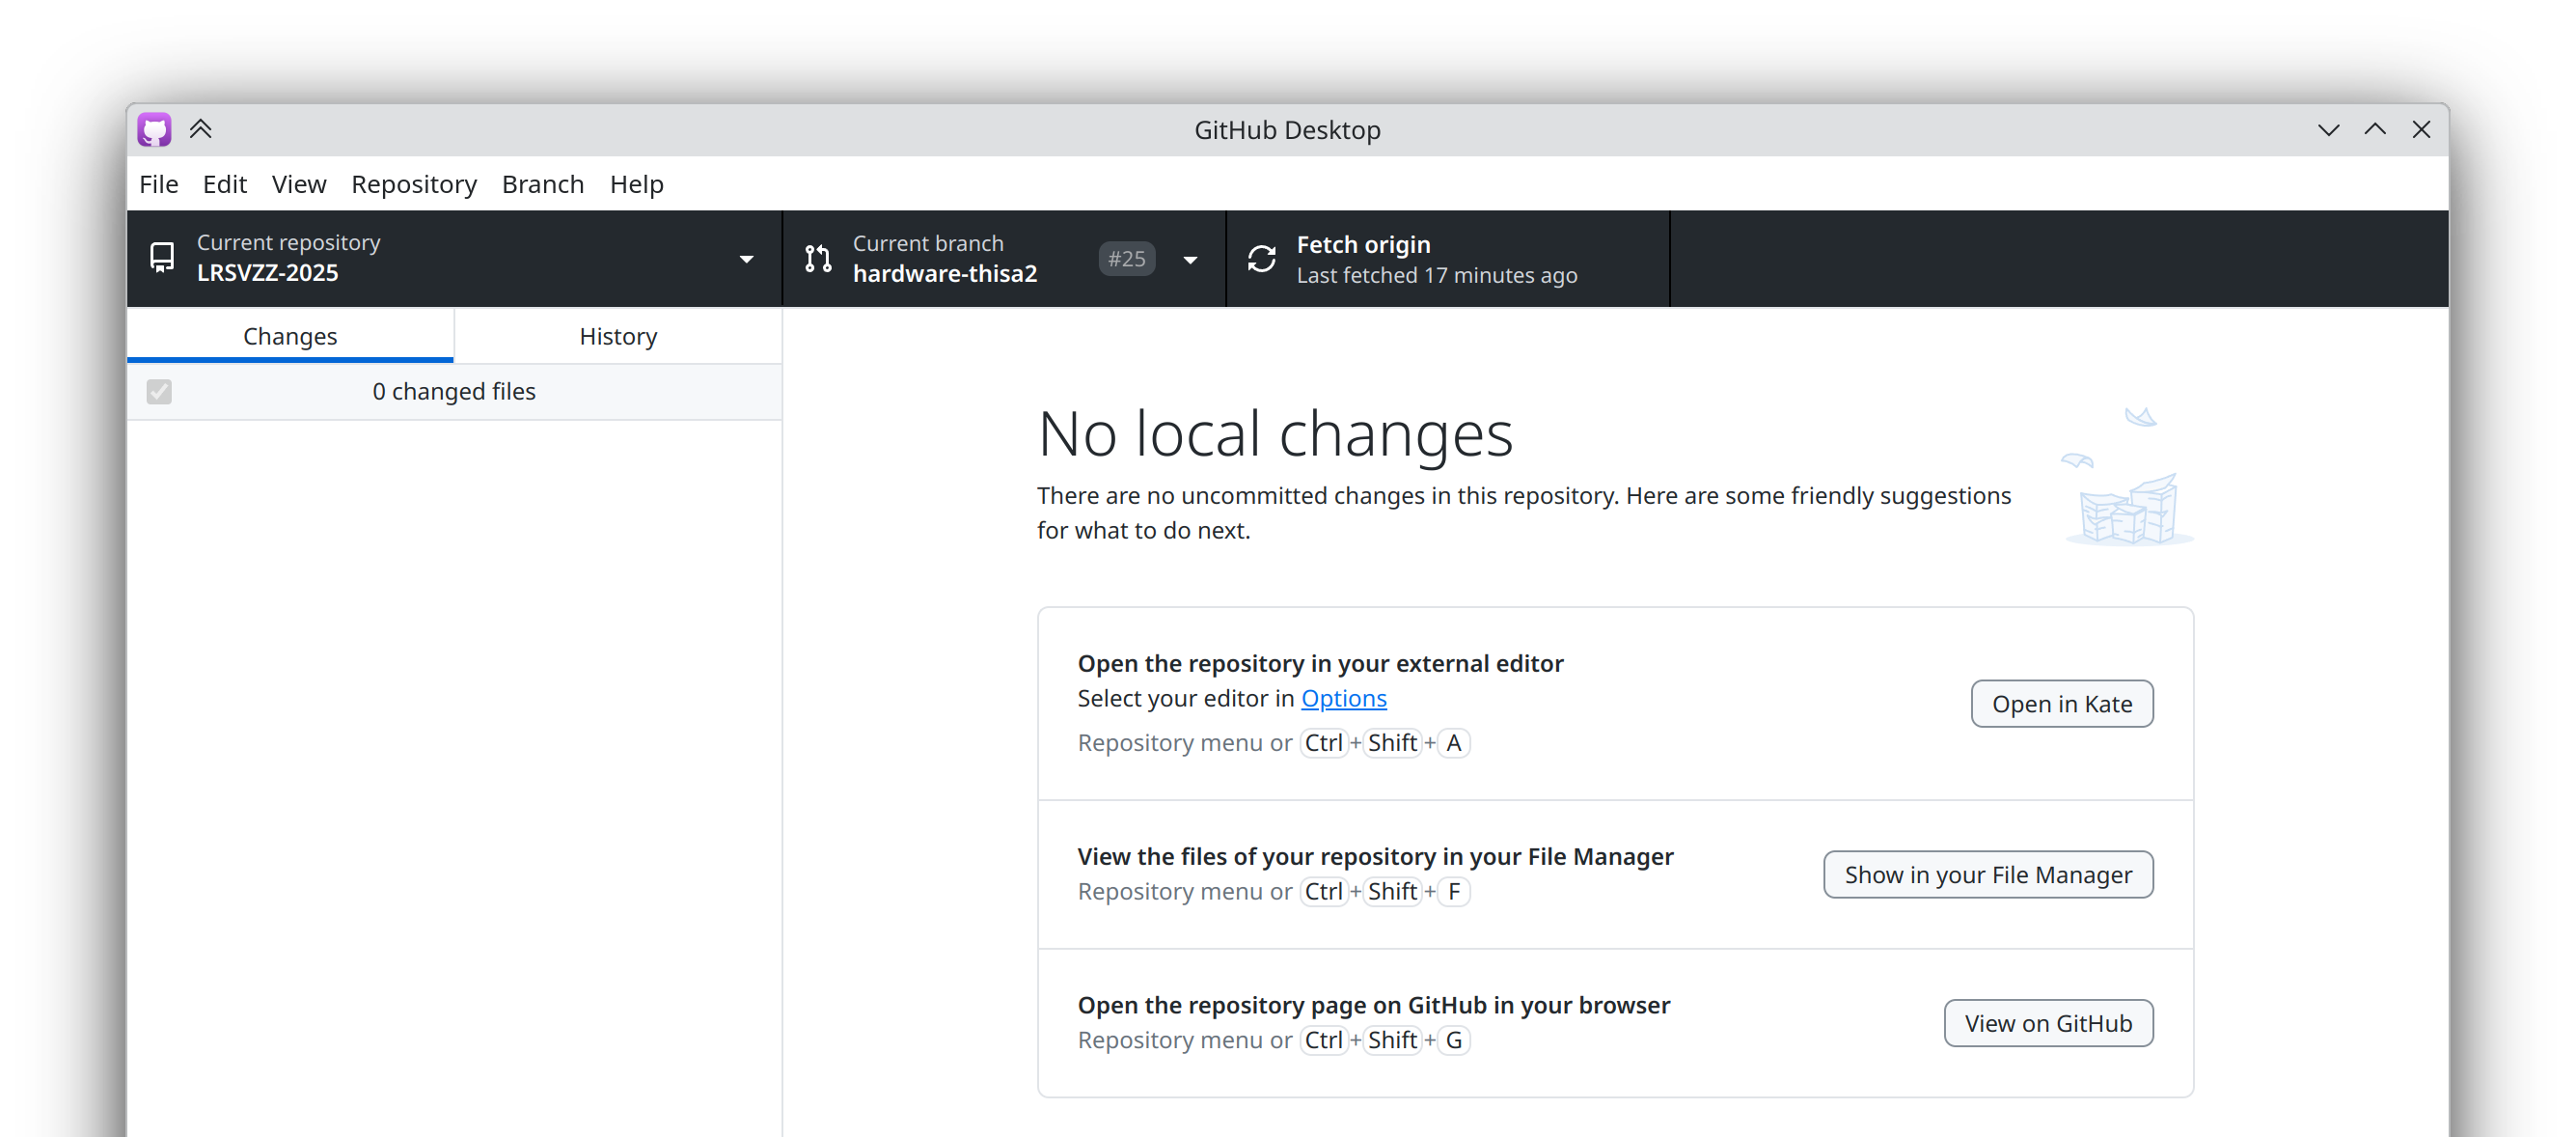 GitHub Desktop
File Edit View Repository Branch Help
Current repository
LRSVZZ-2025
Current branch
hardware-thisa2
#25
Fetch origin
Last fetched 17 minutes ago
Changes
History
0 changed files
No local changes
There are no uncommitted changes in this repository. Here are some friendly suggestions
for what to do next.
Open the repository in your external editor
Select your editor in Options
Repository menu or Ctrl+Shift+A
Open in Kate
View the files of your repository in your File Manager
Repository menu or Ctrl+Shift+F
Show in your File Manager
Open the repository page on GitHub in your browser
Repository menu or Ctrl+Shift+G
View on GitHub